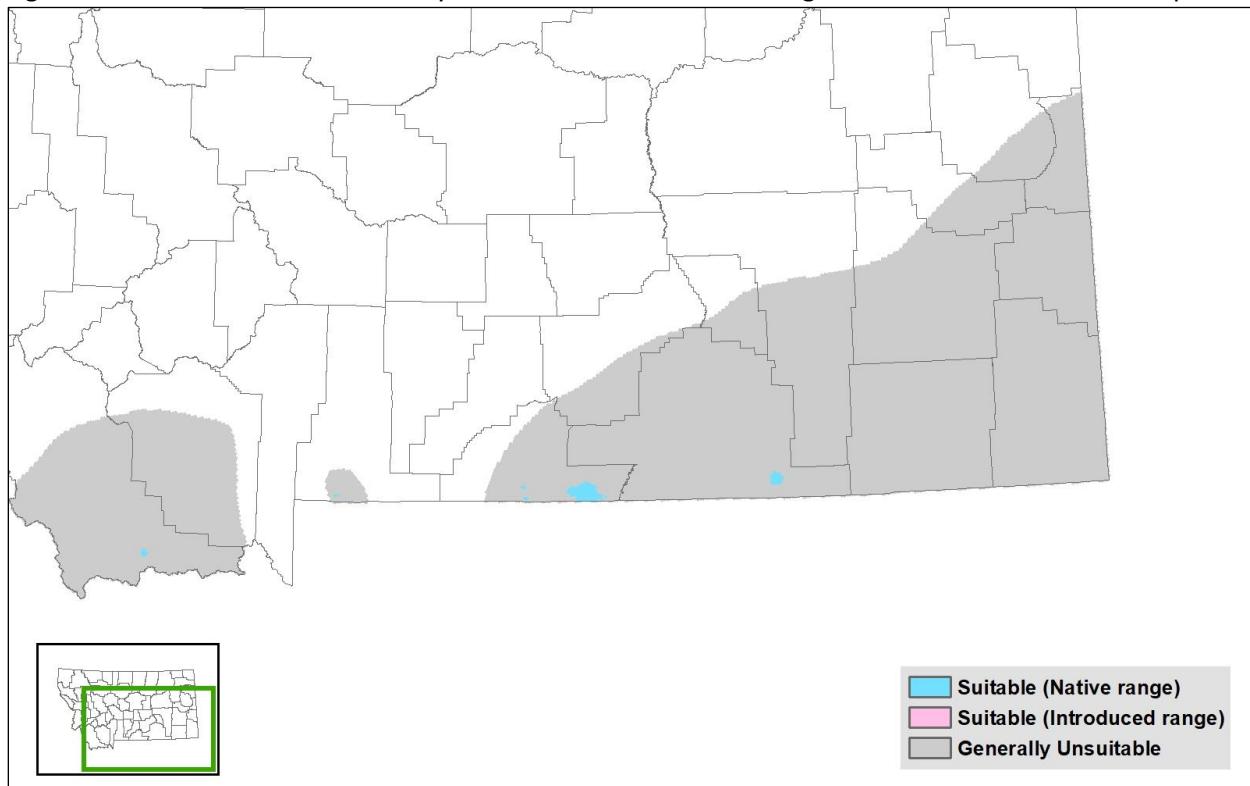 Suitable (Native range)
Suitable (Introduced range)
Generally Unsuitable